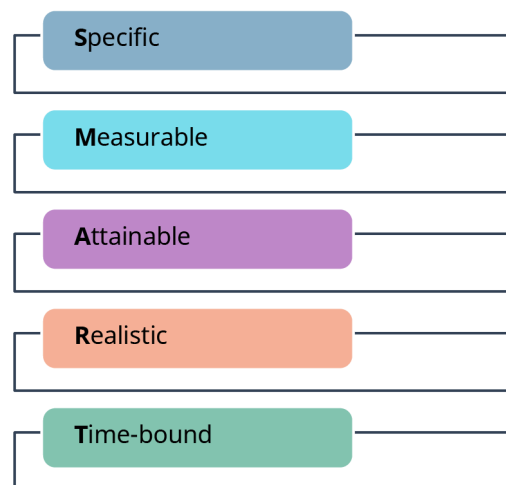 Specific
Measurable
Attainable
Realistic
Time-bound